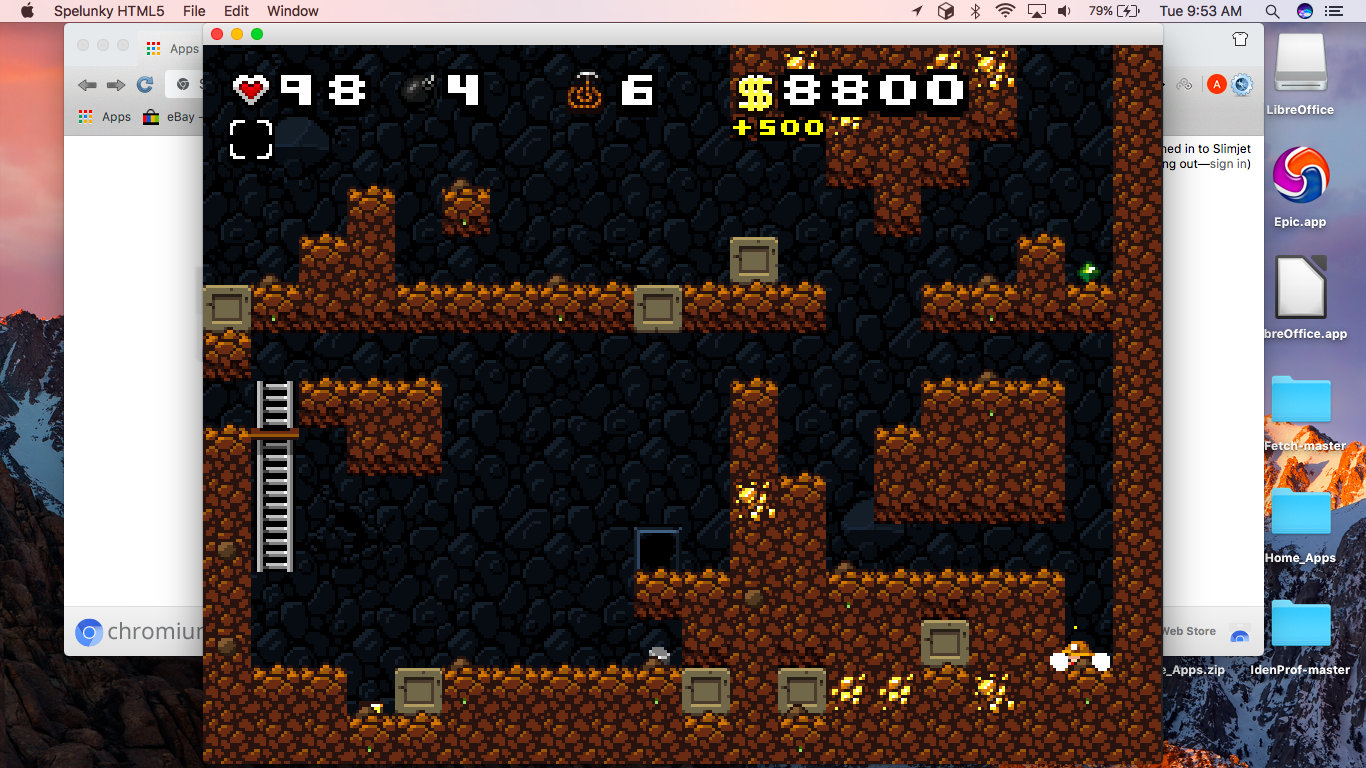 Spelunky HTML5 File Edit Window 79% Tue 9:53 AM
Apps
98 4 6 $8800
+500
Apps eBay
A
ned in to Slimjet
ng out—sign in)
LibreOffice
Epic.app
breOffice.app
Fetch-master
Home_Apps
chromiun
Web Store
e_Apps.zip IdenProf-master